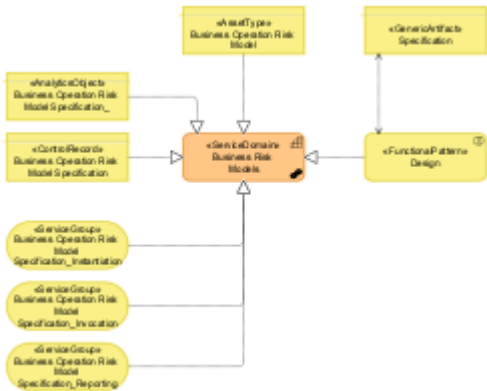 «AssetType»
Business Operation Risk
Model
«GenericArtifact»
Specification
«AnalyticsObject»
Business Operation Risk
Model Specification_
«ControlRecord»
Business Operation Risk
Model Specification
«ServiceDomain»
Business Risk
Models
«FunctionalPattern»
Design
«ServiceGroup»
Business Operation Risk
Model
Specification_Instantiation
«ServiceGroup»
Business Operation Risk
Model
Specification_Invocation
«ServiceGroup»
Business Operation Risk
Model
Specification_Reporting